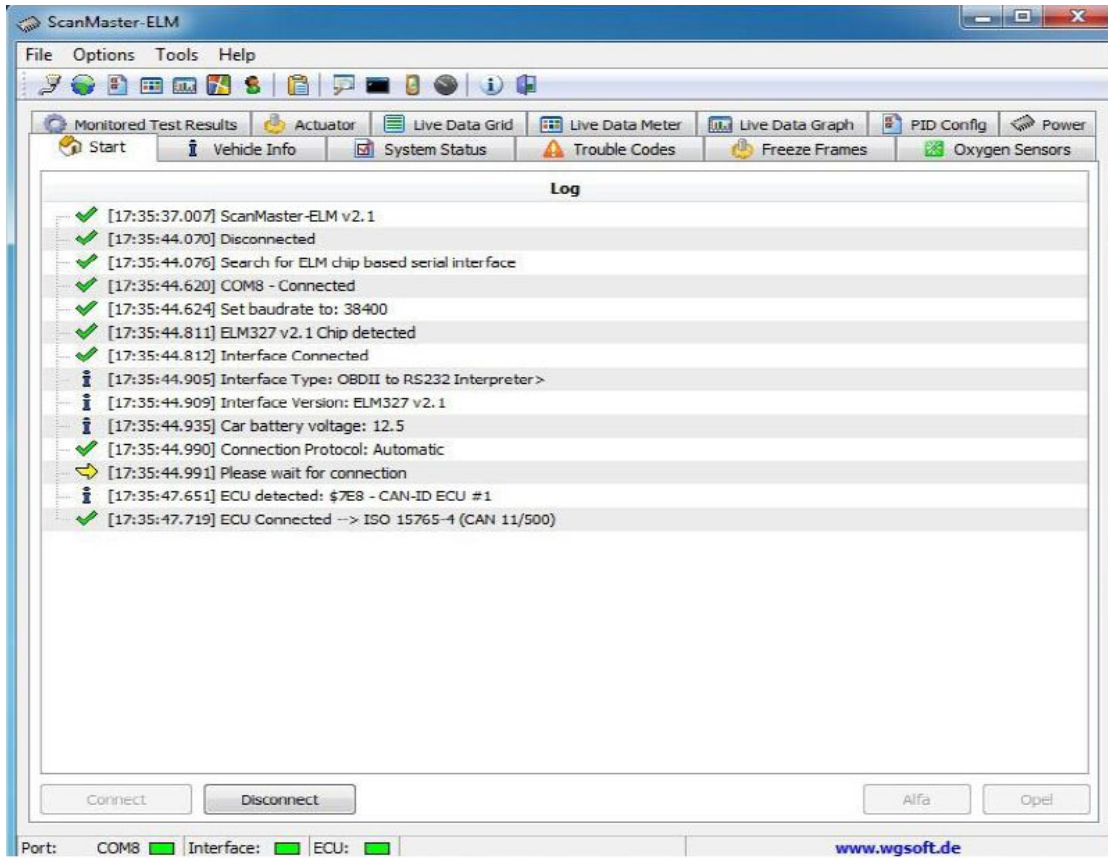 ScanMaster-ELM
File Options Tools Help
Monitored Test Results Actuator Live Data Grid Live Data Meter Live Data Graph PID Config Power
Start Vehicle Info System Status Trouble Codes Freeze Frames Oxygen Sensors
Log
[17:35:37.007] ScanMaster-ELM v2.1
[17:35:44.070] Disconnected
[17:35:44.076] Search for ELM chip based serial interface
[17:35:44.620] COM8 - Connected
[17:35:44.624] Set baudrate to: 38400
[17:35:44.811] ELM327 v2.1 Chip detected
[17:35:44.812] Interface Connected
[17:35:44.905] Interface Type: OBDII to RS232 Interpreter>
[17:35:44.909] Interface Version: ELM327 v2.1
[17:35:44.935] Car battery voltage: 12.5
[17:35:44.990] Connection Protocol: Automatic
[17:35:44.991] Please wait for connection
[17:35:47.651] ECU detected: $7E8 - CAN-ID ECU #1
[17:35:47.719] ECU Connected --> ISO 15765-4 (CAN 11/500)
Connect Disconnect Alfa Opel
Port: COM8 Interface: ECU: www.wgsoft.de